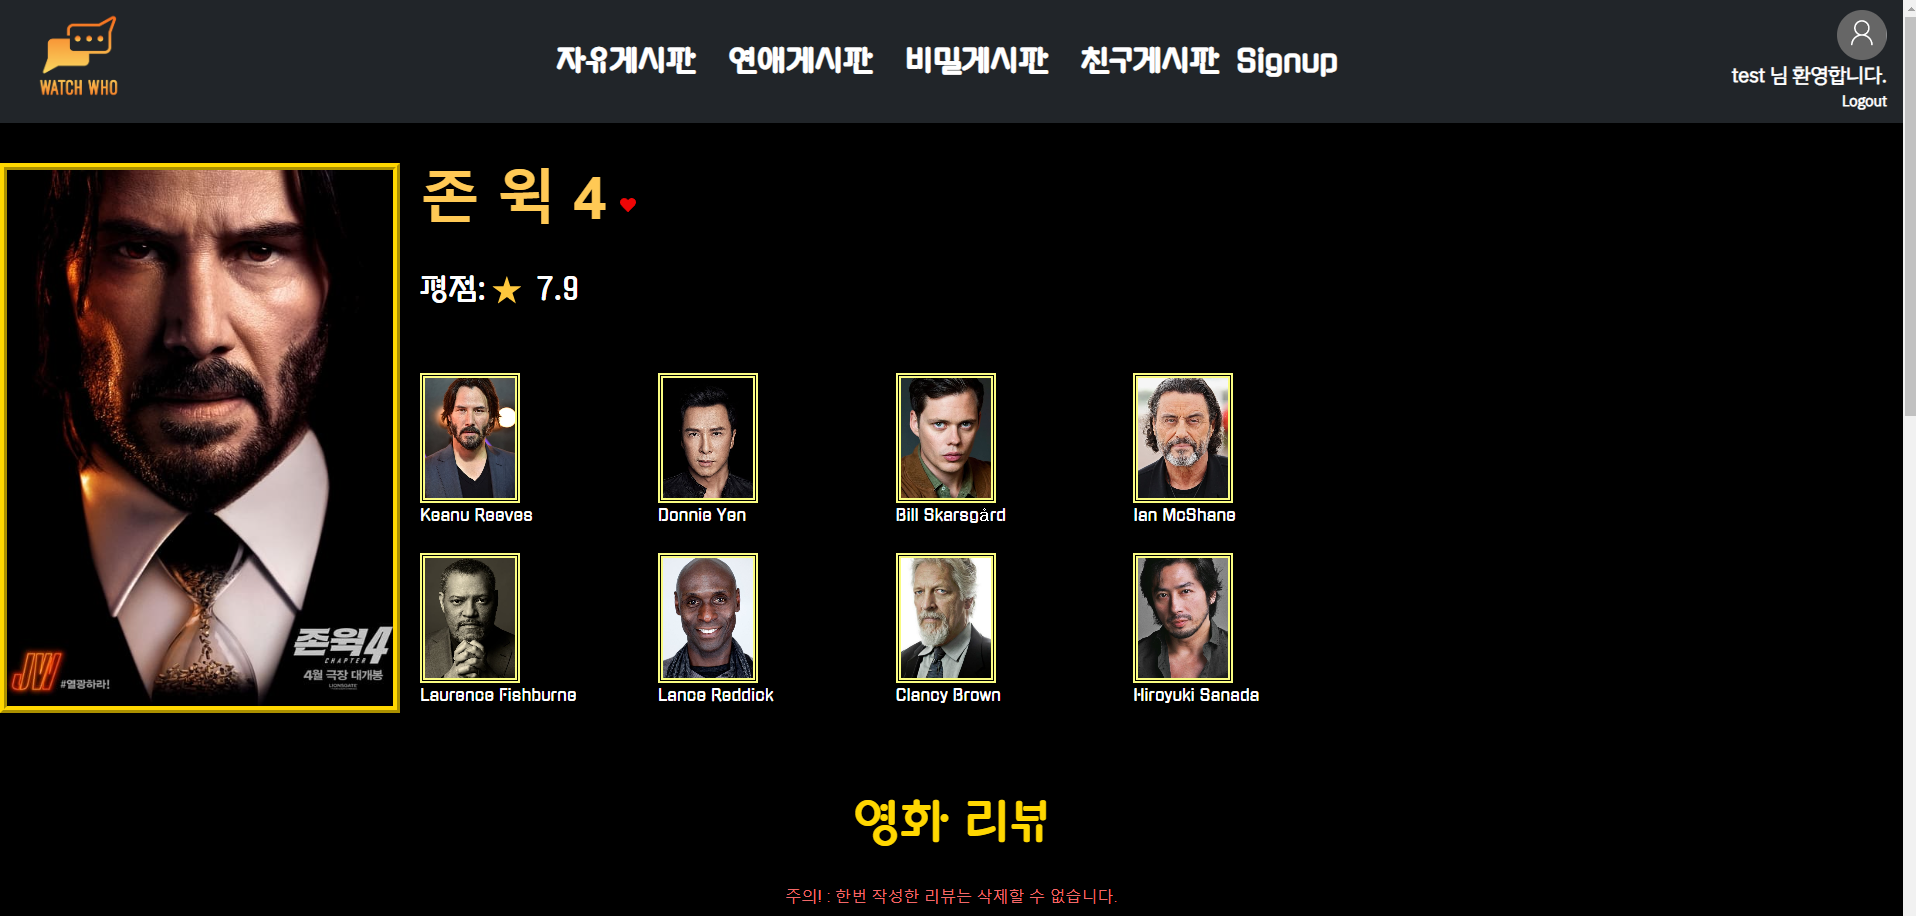 WATCH WHO
자유게시판 연애게시판 비밀게시판 친구게시판 Signup
test 님 환영합니다.
Logout
존 윅 4
평점: ★ 7.9
존윅4
CHAPTER
4월 극장 대개봉
LIONSGATE
JW #열광하라!
Keanu Reeves
Donnie Yen
Bill Skarsgård
Ian McShane
Laurence Fishburne
Lance Reddick
Clancy Brown
Hiroyuki Sanada
영화 리뷰
주의! : 한번 작성한 리뷰는 삭제할 수 없습니다.